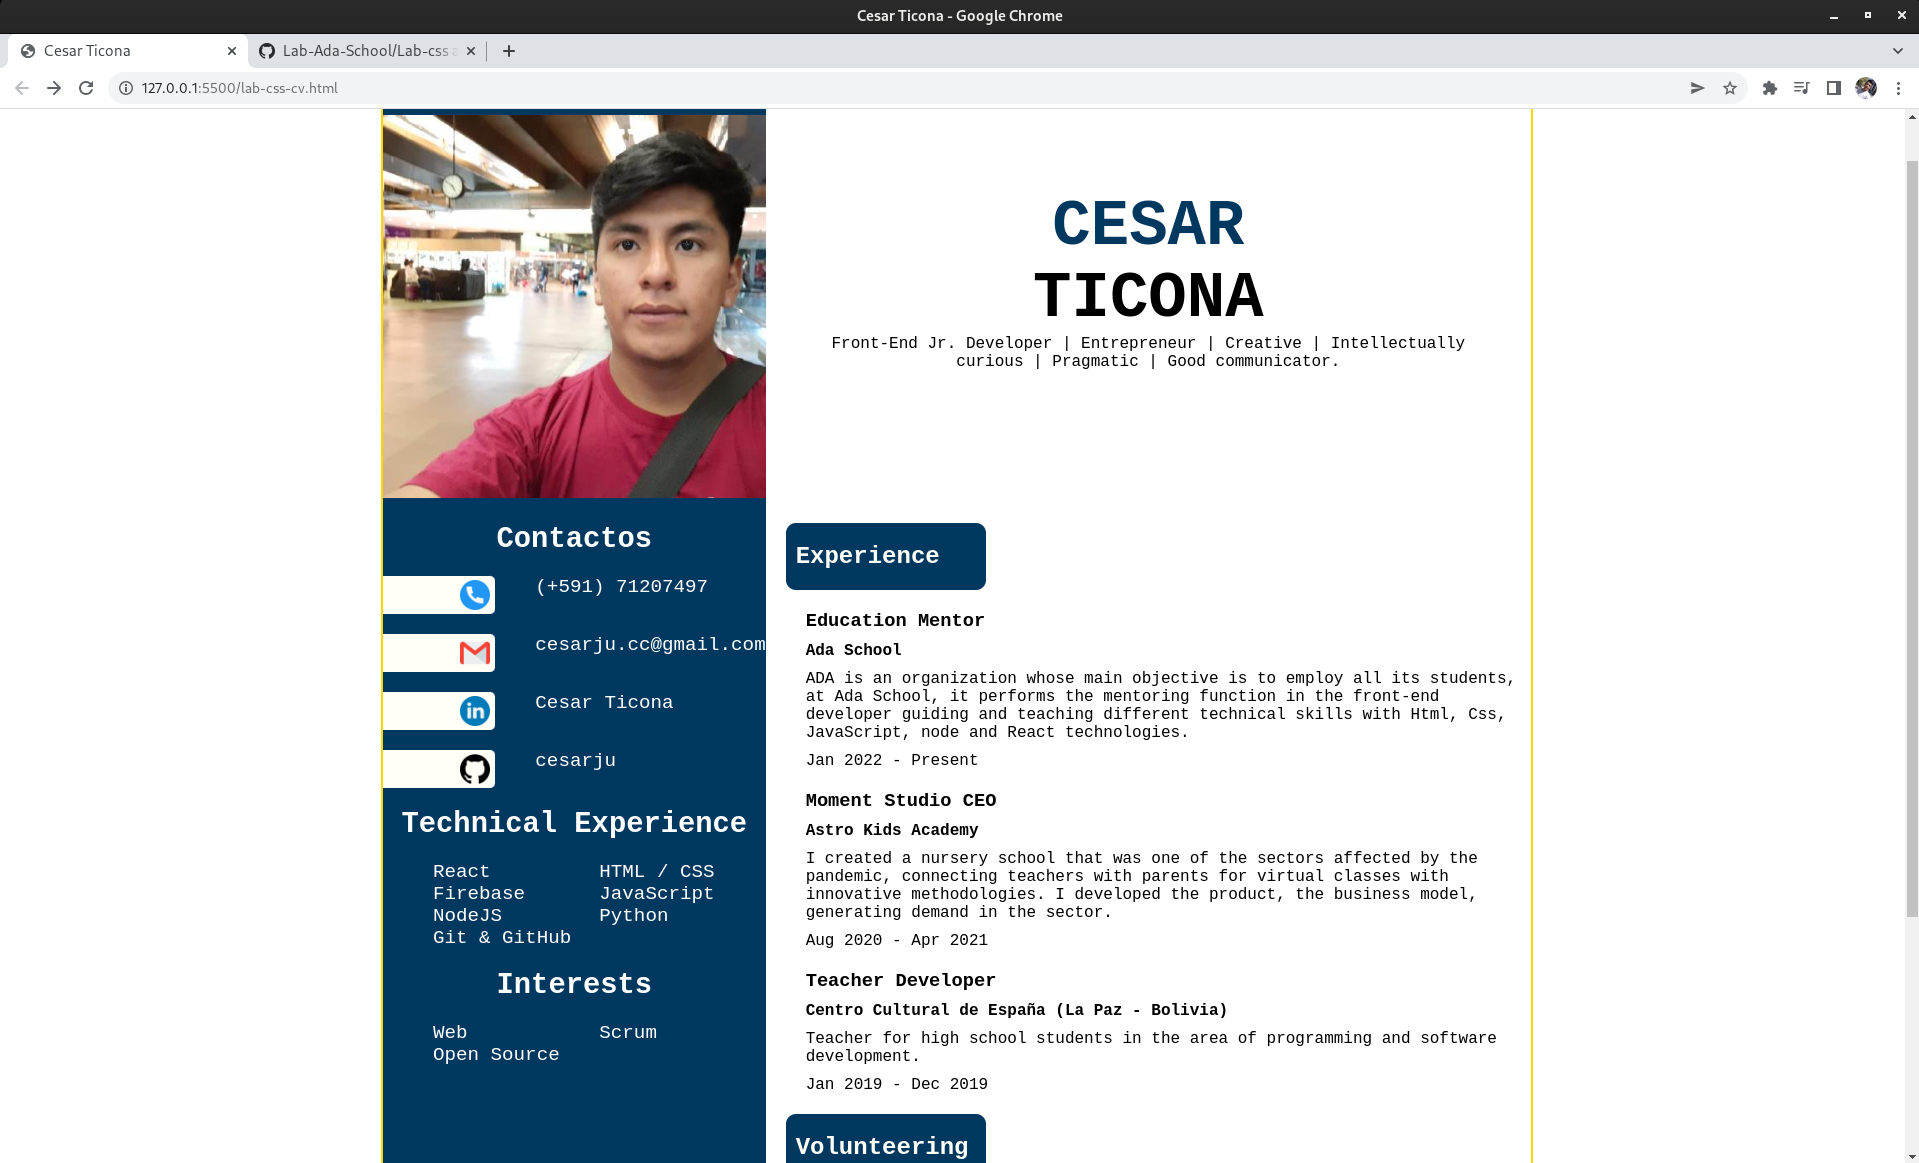 Cesar Ticona - Google Chrome
Cesar Ticona
Lab-Ada-School/Lab-css a
127.0.0.1:5500/lab-css-cv.html
CESAR
TICONA
Front-End Jr. Developer | Entrepreneur | Creative | Intellectually
curious | Pragmatic | Good communicator.
Contactos
(+591) 71207497
cesarju.cc@gmail.com
in
Cesar Ticona
cesarju
Technical Experience
React
HTML / CSS
Firebase
JavaScript
NodeJS
Python
Git & GitHub
Interests
Web
Scrum
Open Source
Experience
Education Mentor
Ada School
ADA is an organization whose main objective is to employ all its students,
at Ada School, it performs the mentoring function in the front-end
developer guiding and teaching different technical skills with Html, Css,
JavaScript, node and React technologies.
Jan 2022 - Present
Moment Studio CEO
Astro Kids Academy
I created a nursery school that was one of the sectors affected by the
pandemic, connecting teachers with parents for virtual classes with
innovative methodologies. I developed the product, the business model,
generating demand in the sector.
Aug 2020 - Apr 2021
Teacher Developer
Centro Cultural de España (La Paz - Bolivia)
Teacher for high school students in the area of programming and software
development.
Jan 2019 - Dec 2019
Volunteering